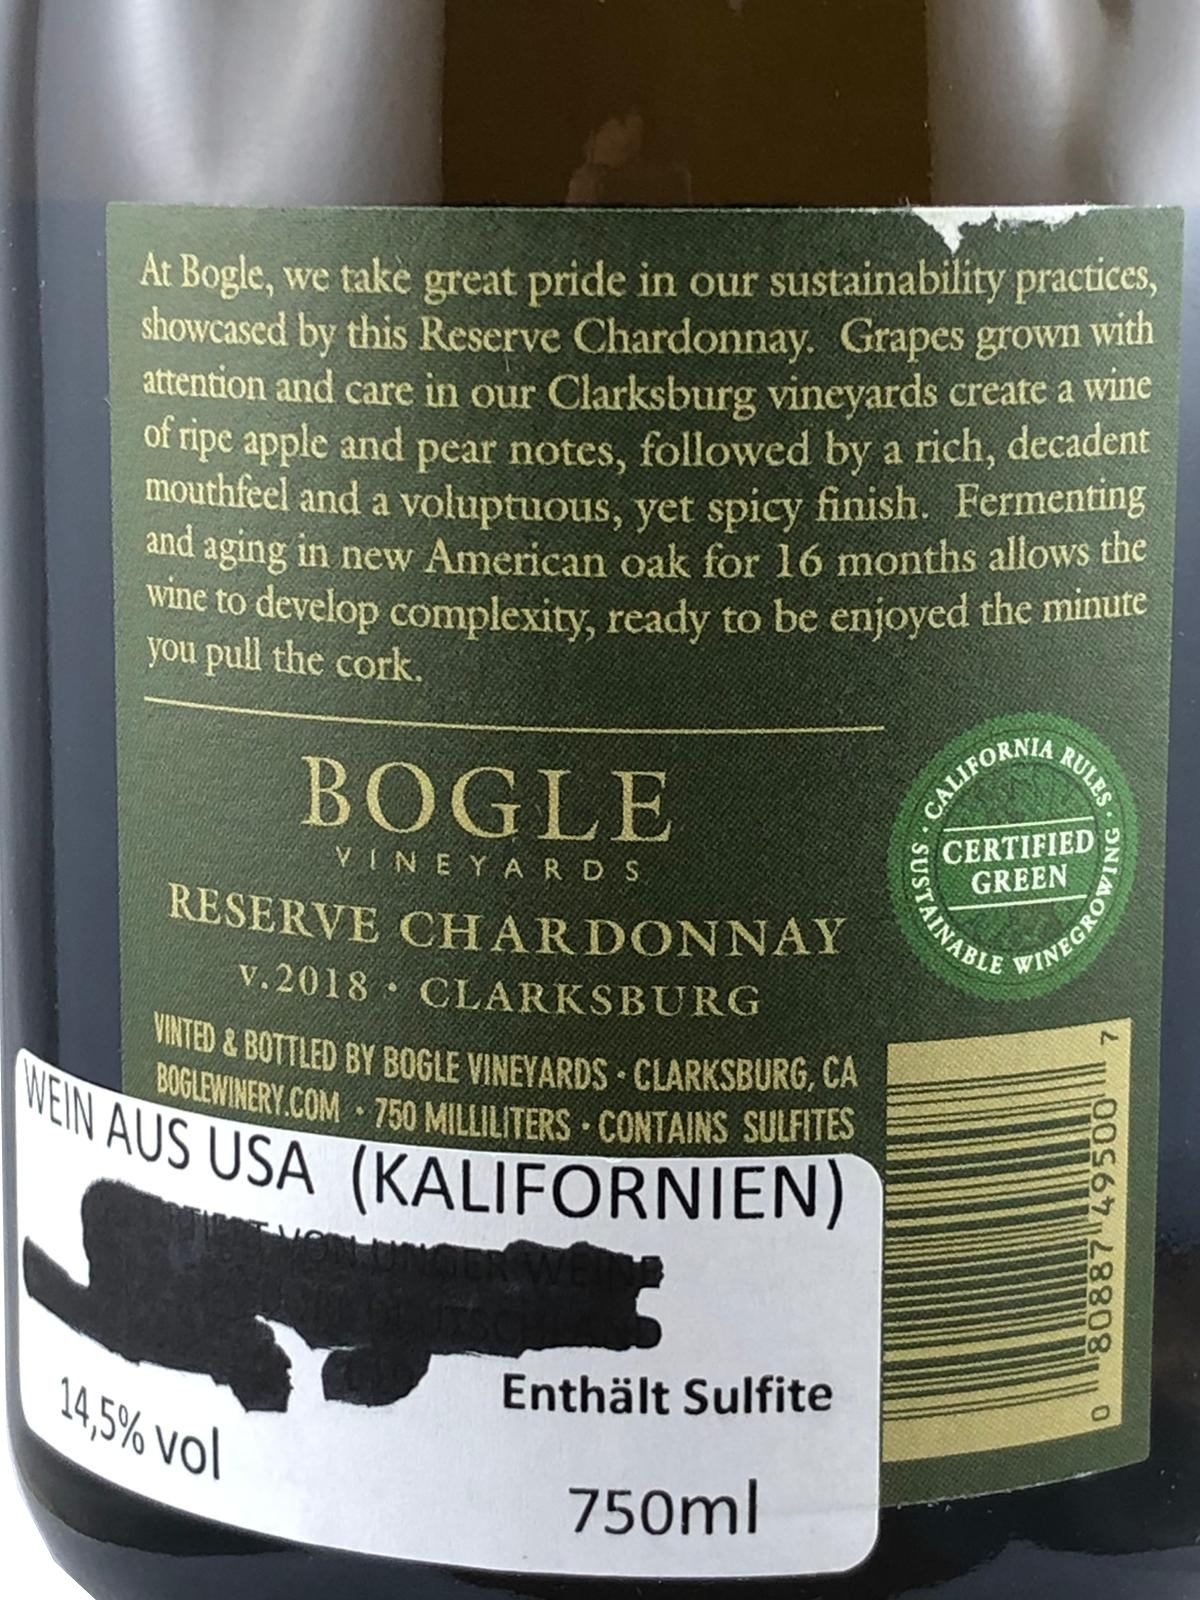 At Bogle, we take great pride in our sustainability practices,
showcased by this Reserve Chardonnay. Grapes grown with
attention and care in our Clarksburg vineyards create a wine
of ripe apple and pear notes, followed by a rich, decadent
mouthfeel and a voluptuous, yet spicy finish. Fermenting
and aging in new American oak for 16 months allows the
wine to develop complexity, ready to be enjoyed the minute
you pull the cork.
BOGLE
VINEYARDS
RESERVE CHARDONNAY
v.2018 · CLARKSBURG
VINTED & BOTTLED BY BOGLE VINEYARDS · CLARKSBURG, CA
BOGLEWINERY.COM · 750 MILLILITERS · CONTAINS SULFITES
· CALIFORNIA RULES ·
CERTIFIED
GREEN
SUSTAINABLE WINEGROWING
0 80887 49500 7
WEIN AUS USA (KALIFORNIEN)
VON UNGER WEINE
Enthält Sulfite
14,5% vol
750ml